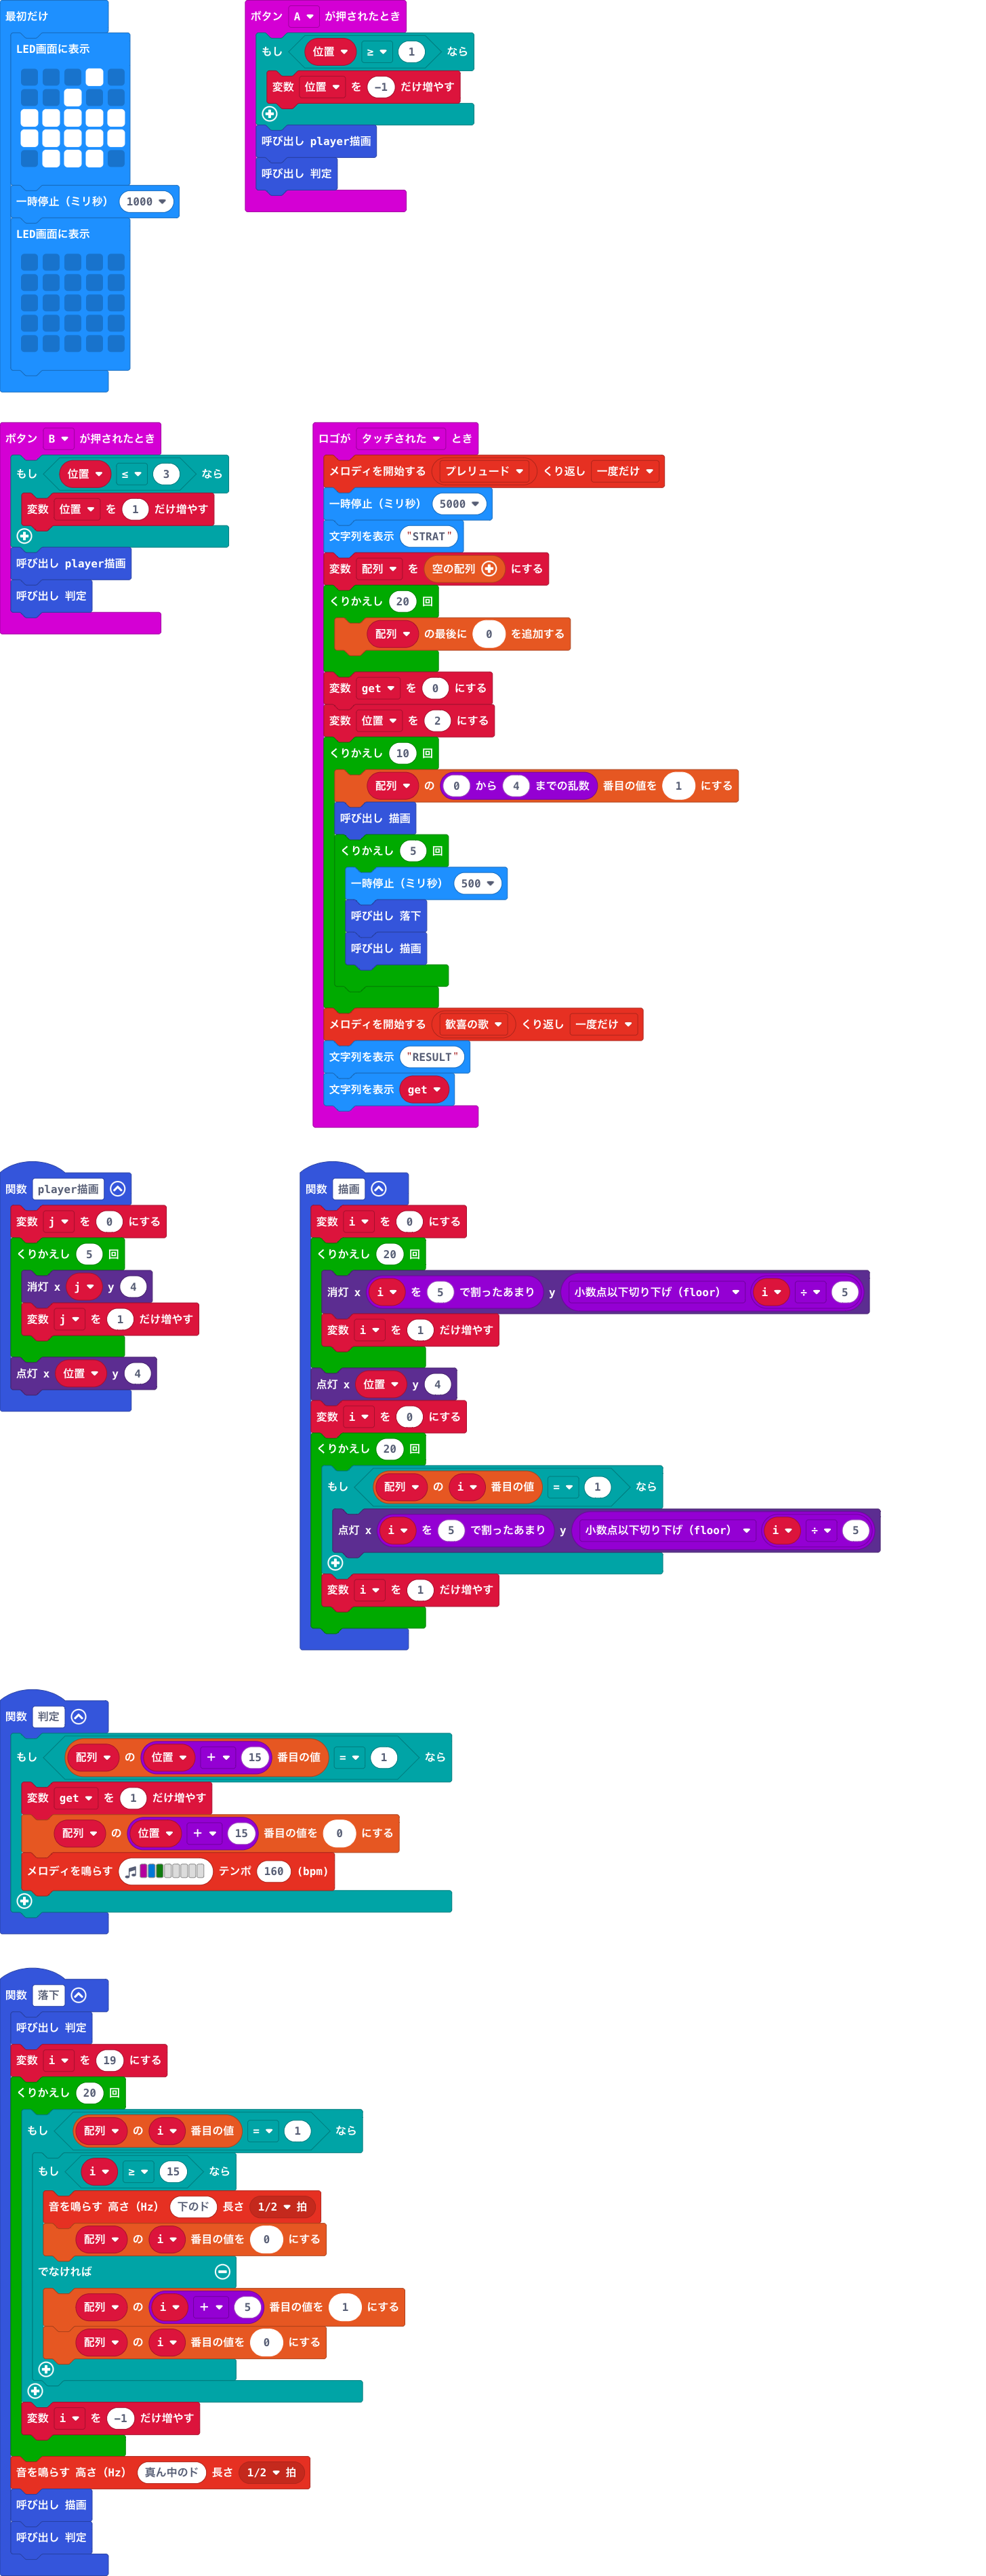 最初だけ
LED画面に表示
一時停止（ミリ秒） 1000
LED画面に表示
ボタン A が押されたとき
もし 位置 ≥ 1 なら
変数 位置 を -1 だけ増やす
呼び出し player描画
呼び出し 判定
ボタン B が押されたとき
もし 位置 ≤ 3 なら
変数 位置 を 1 だけ増やす
呼び出し player描画
呼び出し 判定
ロゴが タッチされた とき
メロディを開始する プレリュード くり返し 一度だけ
一時停止（ミリ秒） 5000
文字列を表示 "STRAT"
変数 配列 を 空の配列 にする
くりかえし 20 回
配列 の最後に 0 を追加する
変数 get を 0 にする
変数 位置 を 2 にする
くりかえし 10 回
配列 の 0 から 4 までの乱数 番目の値を 1 にする
呼び出し 描画
くりかえし 5 回
一時停止（ミリ秒） 500
呼び出し 落下
呼び出し 描画
メロディを開始する 歓喜の歌 くり返し 一度だけ
文字列を表示 "RESULT"
文字列を表示 get
関数 player描画
変数 j を 0 にする
くりかえし 5 回
消灯 x j y 4
変数 j を 1 だけ増やす
点灯 x 位置 y 4
関数 描画
変数 i を 0 にする
くりかえし 20 回
消灯 x i を 5 で割ったあまり y 小数点以下切り下げ（floor） i ÷ 5
変数 i を 1 だけ増やす
点灯 x 位置 y 4
変数 i を 0 にする
くりかえし 20 回
もし 配列 の i 番目の値 = 1 なら
点灯 x i を 5 で割ったあまり y 小数点以下切り下げ（floor） i ÷ 5
変数 i を 1 だけ増やす
関数 判定
もし 配列 の 位置 + 15 番目の値 = 1 なら
変数 get を 1 だけ増やす
配列 の 位置 + 15 番目の値を 0 にする
メロディを鳴らす テンポ 160 (bpm)
関数 落下
呼び出し 判定
変数 i を 19 にする
くりかえし 20 回
もし 配列 の i 番目の値 = 1 なら
もし i ≥ 15 なら
音を鳴らす 高さ（Hz） 下のド 長さ 1/2 拍
配列 の i 番目の値を 0 にする
でなければ
配列 の i + 5 番目の値を 1 にする
配列 の i 番目の値を 0 にする
変数 i を -1 だけ増やす
音を鳴らす 高さ（Hz） 真ん中のド 長さ 1/2 拍
呼び出し 描画
呼び出し 判定